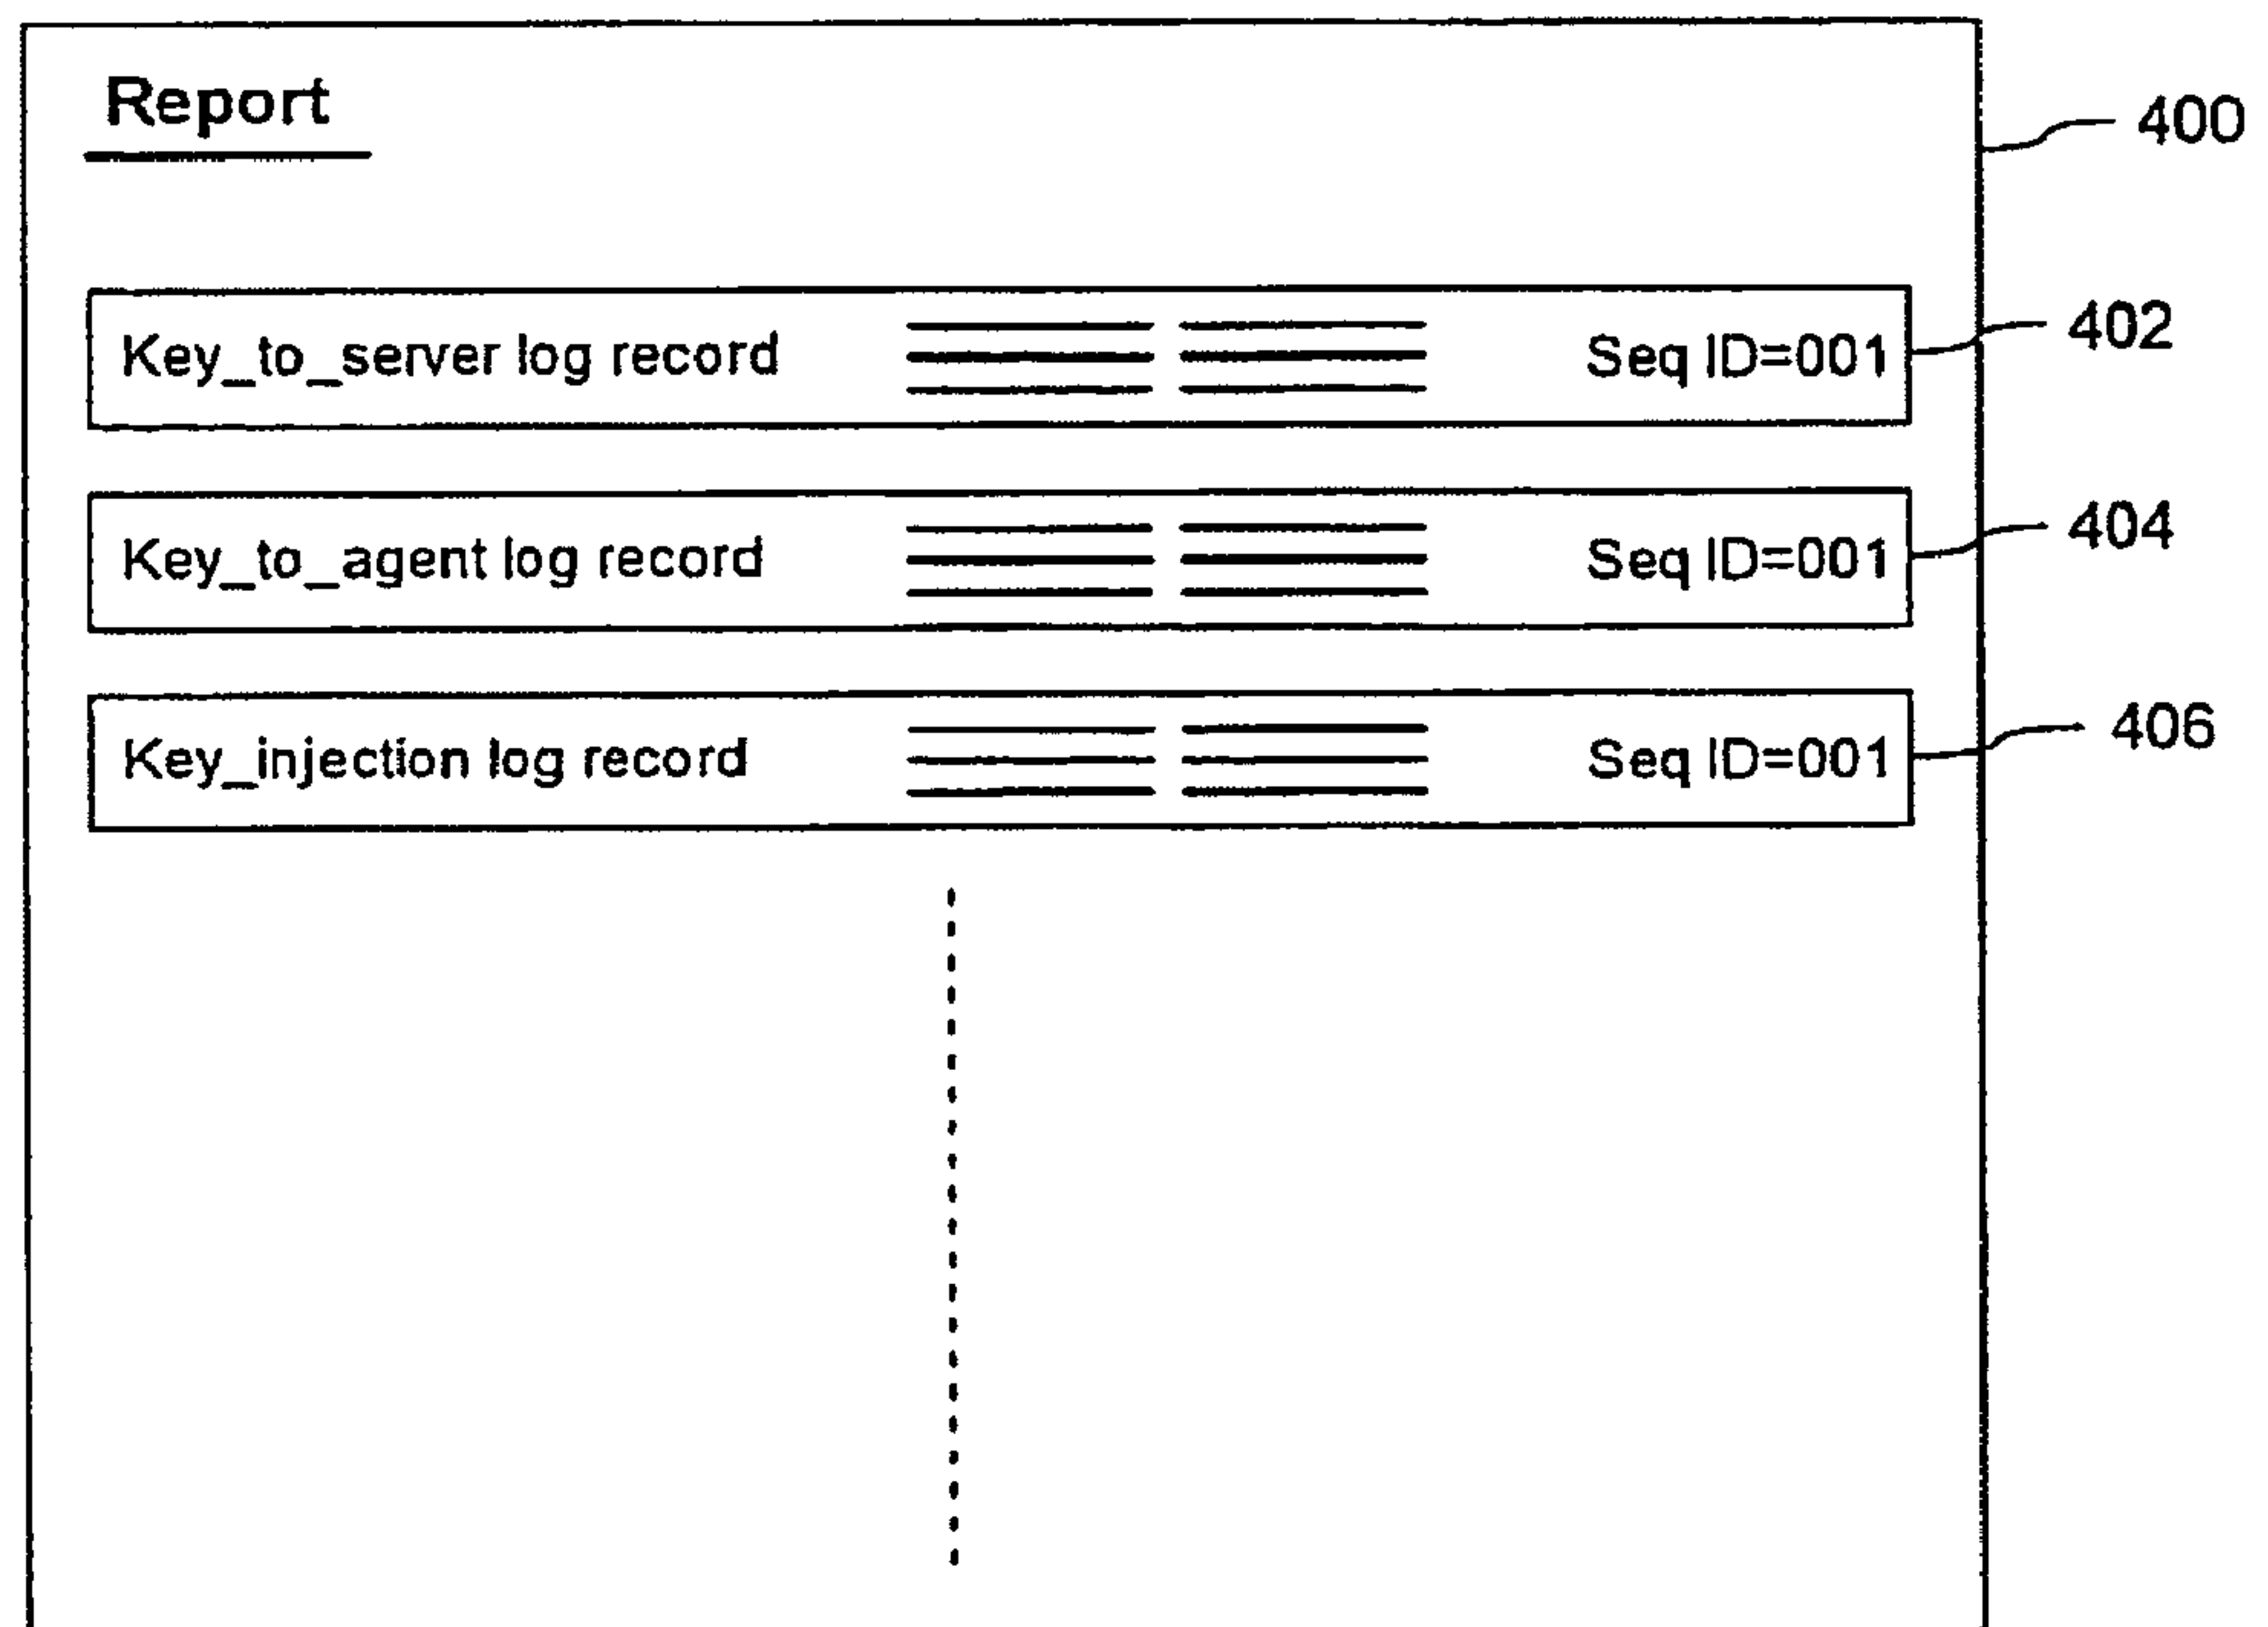 Report
400
Key_to_server log record Seq ID=001 402
Key_to_agent log record Seq ID=001 404
Key_injection log record Seq ID=001 406